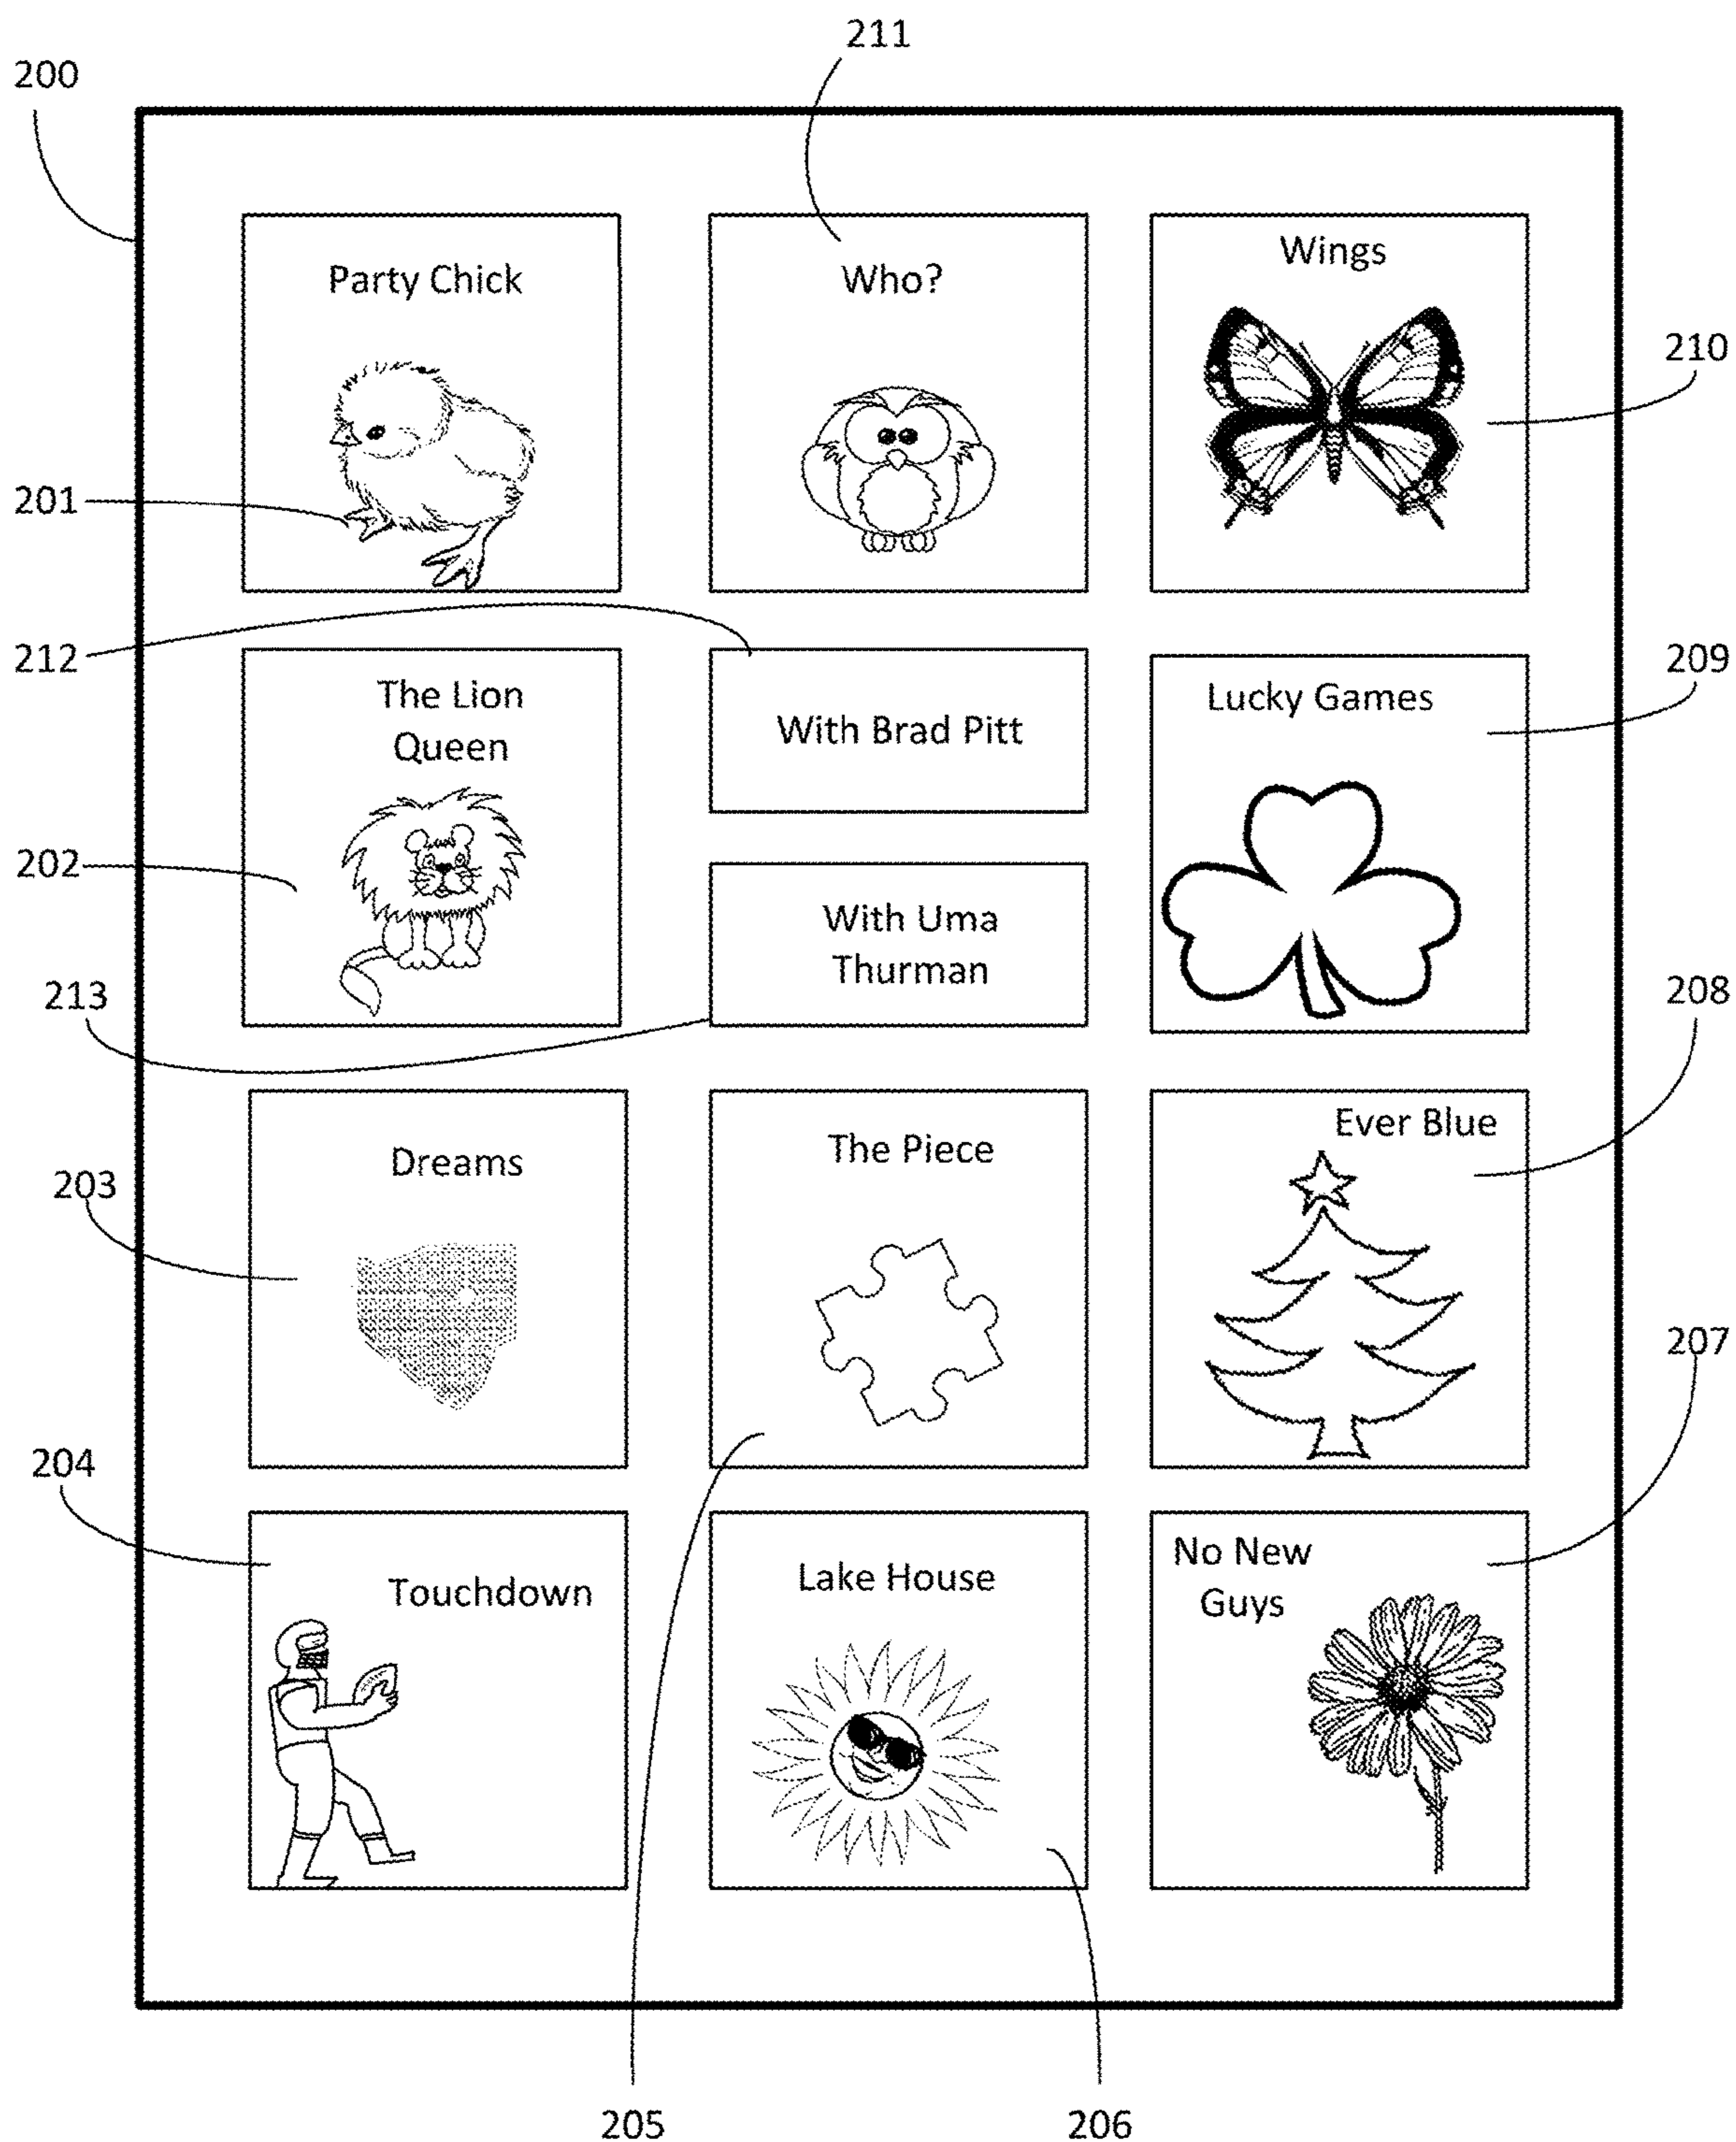 211
200
Party Chick
Who?
Wings
210
201
212
209
The Lion
Queen
With Brad Pitt
Lucky Games
202
With Uma
Thurman
213
208
Dreams
The Piece
Ever Blue
203
207
204
Touchdown
Lake House
No New
Guys
205
206